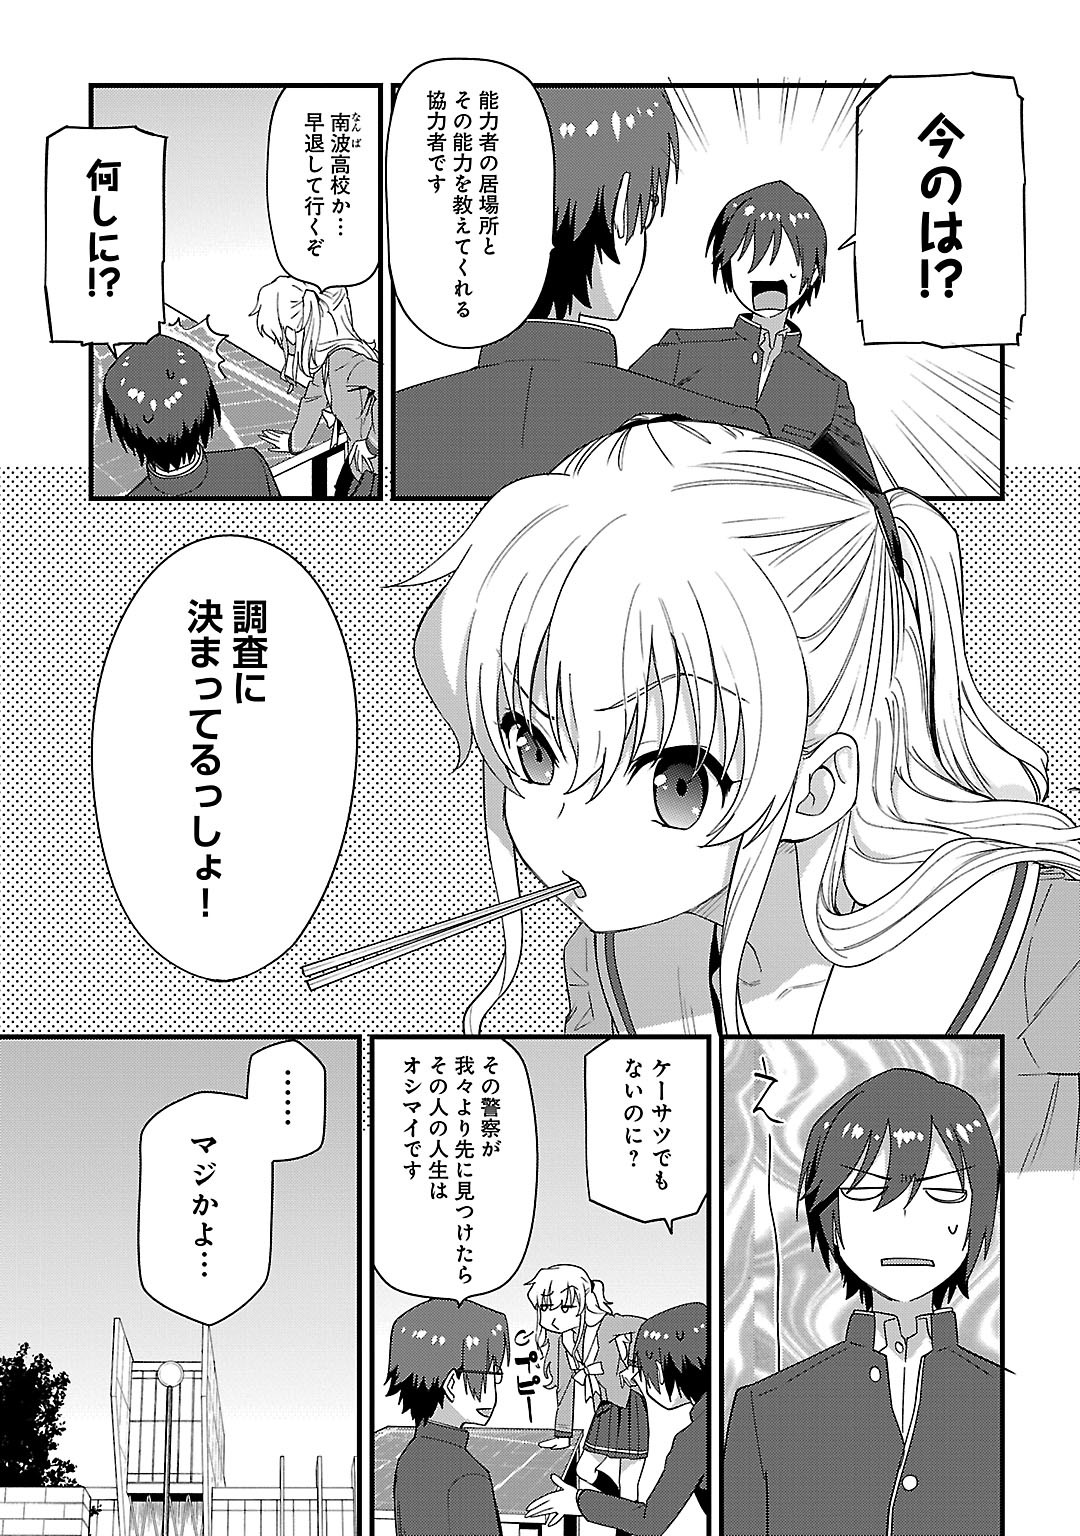 今のは!?
能力者の居場所と
その能力を教えてくれる
協力者です
南波高校か…
なんば
早退して行くぞ
何しに!?
調査に
決まってるっしょ!
ケーサツでも
ないのに?
その警察が
我々より先に見つけたら
その人の人生は
オシマイです
……
マジかよ…